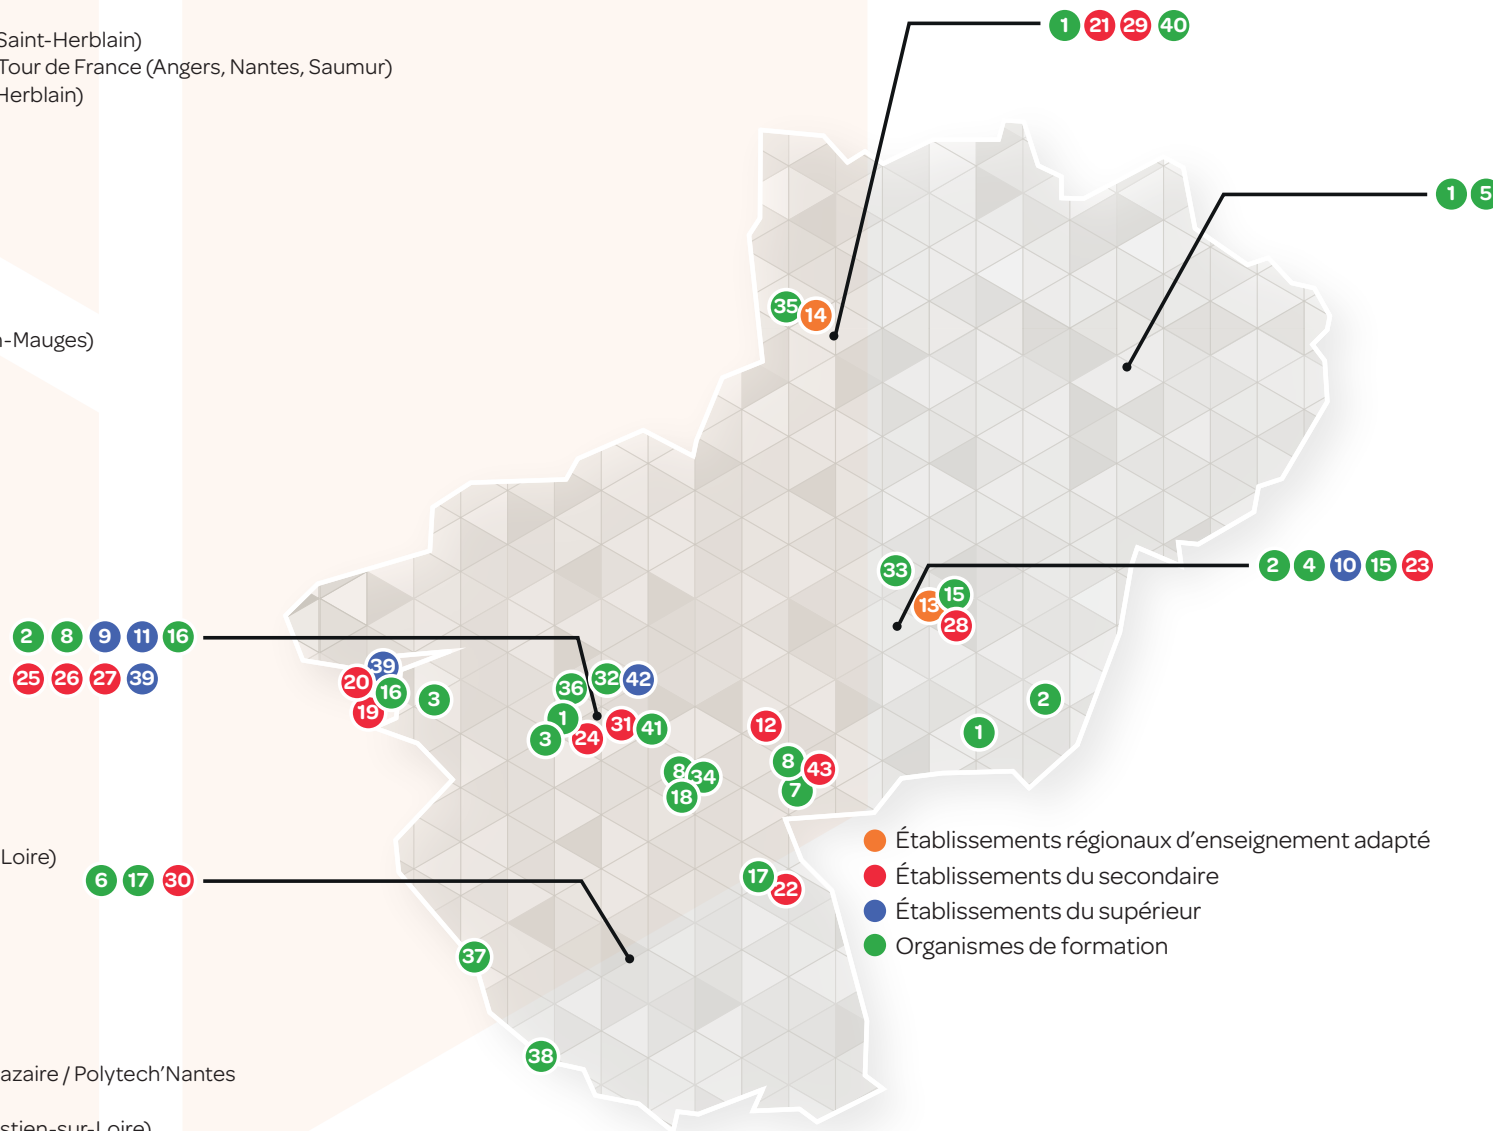 Saint-Herblain)
Tour de France (Angers, Nantes, Saumur)
Herblain)
1 21 29 40
1 5
35 14
n-Mauges)
33
2 4 10 15 23
13 15
28
2 8 9 11 16
25 26 27 39
39
20 16 3
19
36 32 42
1 31 41
3 24
12
2
1
8 34
18
8 43
7
Établissements régionaux d’enseignement adapté
Établissements du secondaire
Établissements du supérieur
Organismes de formation
Loire)
6 17 30
17 22
37
38
azaire / Polytech’Nantes
stien-sur-Loire)